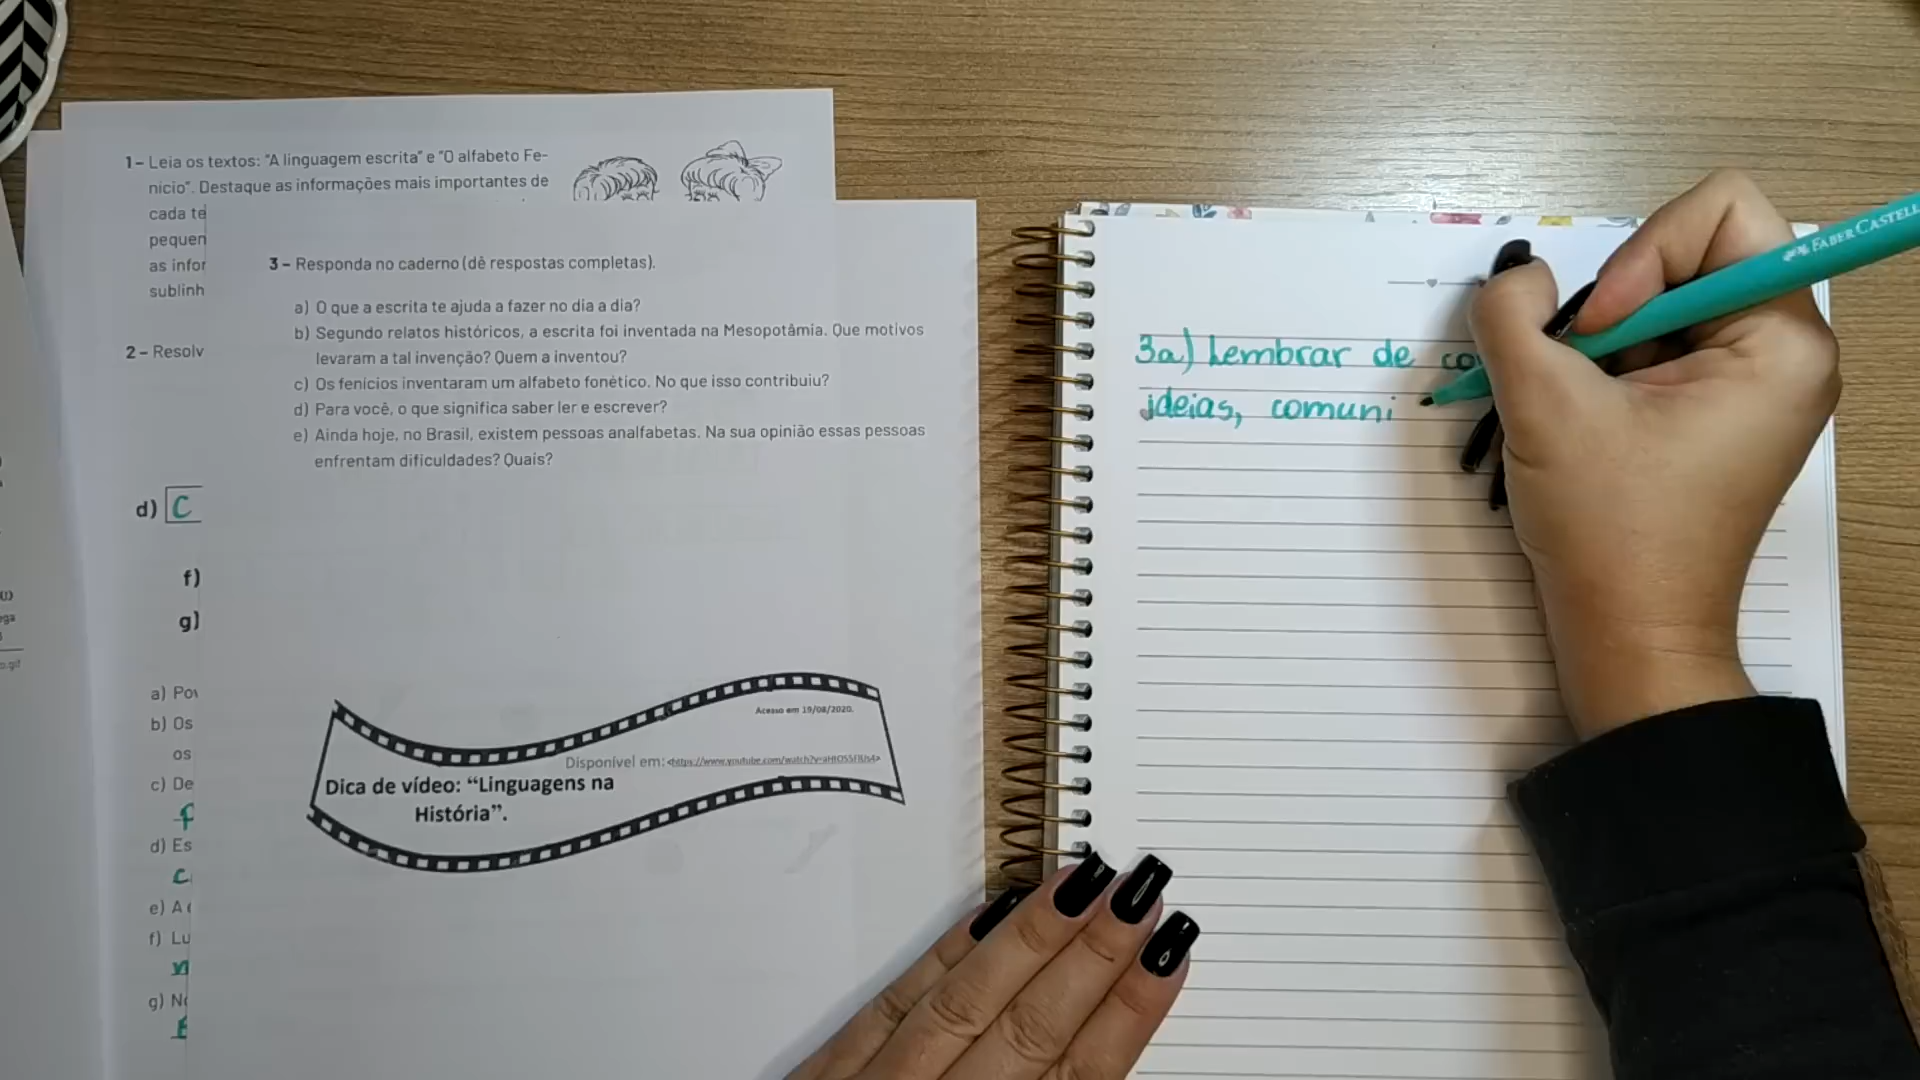 1 – Leia os textos: "A linguagem escrita" e "O alfabeto Fe-
nicio". Destaque as informações mais importantes de
cada te
pequen
as infor
sublinh
2 – Resolv
d) C
f)
g)
a) Po
b) Os
os
c) De
f
d) Es
c
e) A
f) Lu
n
g) N
E
3 – Responda no caderno (dê respostas completas).
a) O que a escrita te ajuda a fazer no dia a dia?
b) Segundo relatos históricos, a escrita foi inventada na Mesopotâmia. Que motivos
levaram a tal invenção? Quem a inventou?
c) Os fenícios inventaram um alfabeto fonético. No que isso contribuiu?
d) Para você, o que significa saber ler e escrever?
e) Ainda hoje, no Brasil, existem pessoas analfabetas. Na sua opinião essas pessoas
enfrentam dificuldades? Quais?
Acesso em 19/08/2020.
Disponível em:
Dica de vídeo: “Linguagens na
História”.
3a) Lembrar de co
ideias, comuni
FABER CASTELL